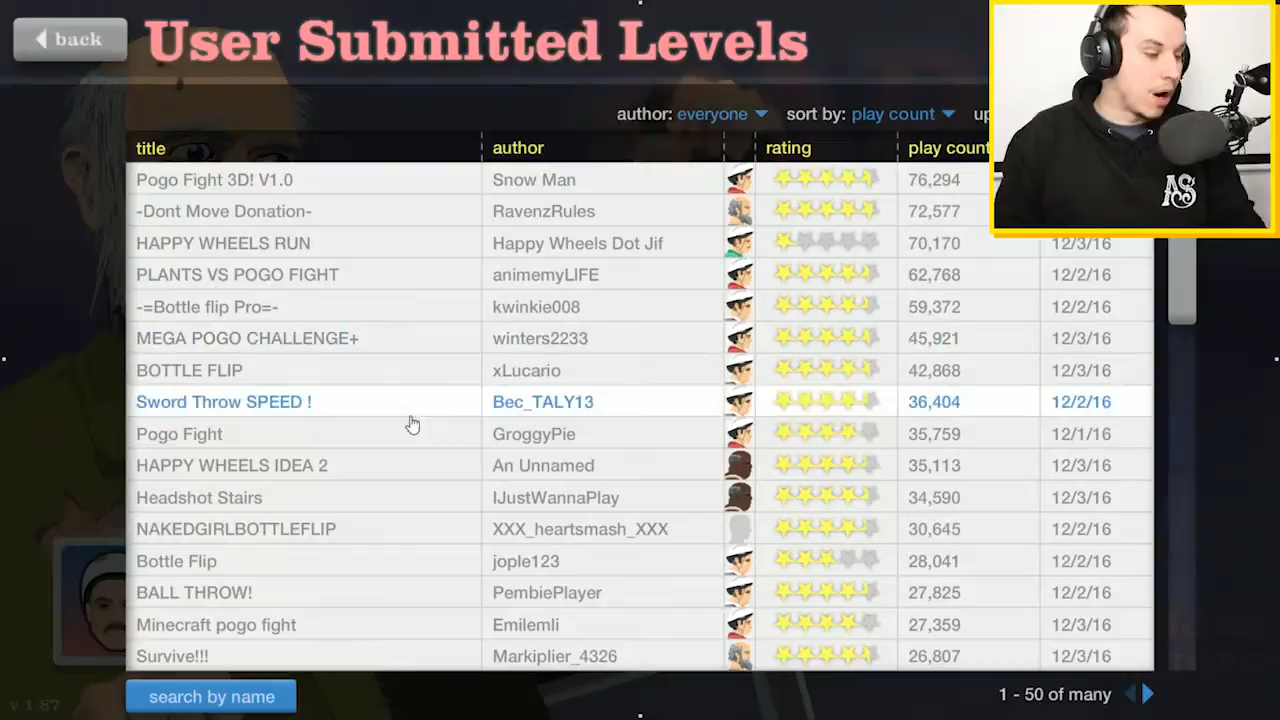 back
User Submitted Levels
author: everyone sort by: play count up
title author rating play count
Pogo Fight 3D! V1.0 Snow Man 76,294
-Dont Move Donation- RavenzRules 72,577
HAPPY WHEELS RUN Happy Wheels Dot Jif 70,170 12/3/16
PLANTS VS POGO FIGHT animemyLIFE 62,768 12/2/16
-=Bottle flip Pro=- kwinkie008 59,372 12/2/16
MEGA POGO CHALLENGE+ winters2233 45,921 12/3/16
BOTTLE FLIP xLucario 42,868 12/3/16
Sword Throw SPEED ! Bec_TALY13 36,404 12/2/16
Pogo Fight GroggyPie 35,759 12/1/16
HAPPY WHEELS IDEA 2 An Unnamed 35,113 12/3/16
Headshot Stairs IJustWannaPlay 34,590 12/3/16
NAKEDGIRLBOTTLEFLIP XXX_heartsmash_XXX 30,645 12/2/16
Bottle Flip jople123 28,041 12/2/16
BALL THROW! PembiePlayer 27,825 12/2/16
Minecraft pogo fight Emilemli 27,359 12/3/16
Survive!!! Markiplier_4326 26,807 12/3/16
search by name 1 - 50 of many
v 1.87
AS